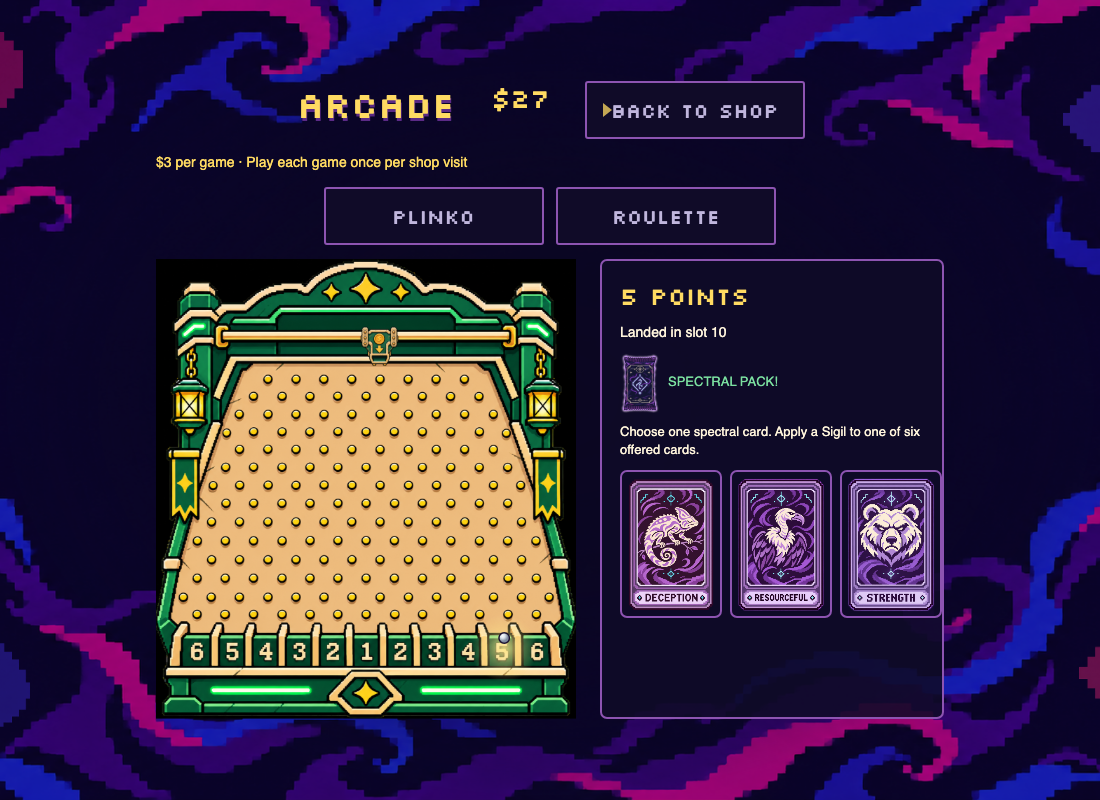 ARCADE
$27
BACK TO SHOP
$3 per game · Play each game once per shop visit
PLINKO
ROULETTE
5 POINTS
Landed in slot 10
SPECTRAL PACK!
Choose one spectral card. Apply a Sigil to one of six
offered cards.
DECEPTION
RESOURCEFUL
STRENGTH
6 5 4 3 2 1 2 3 4 5 6